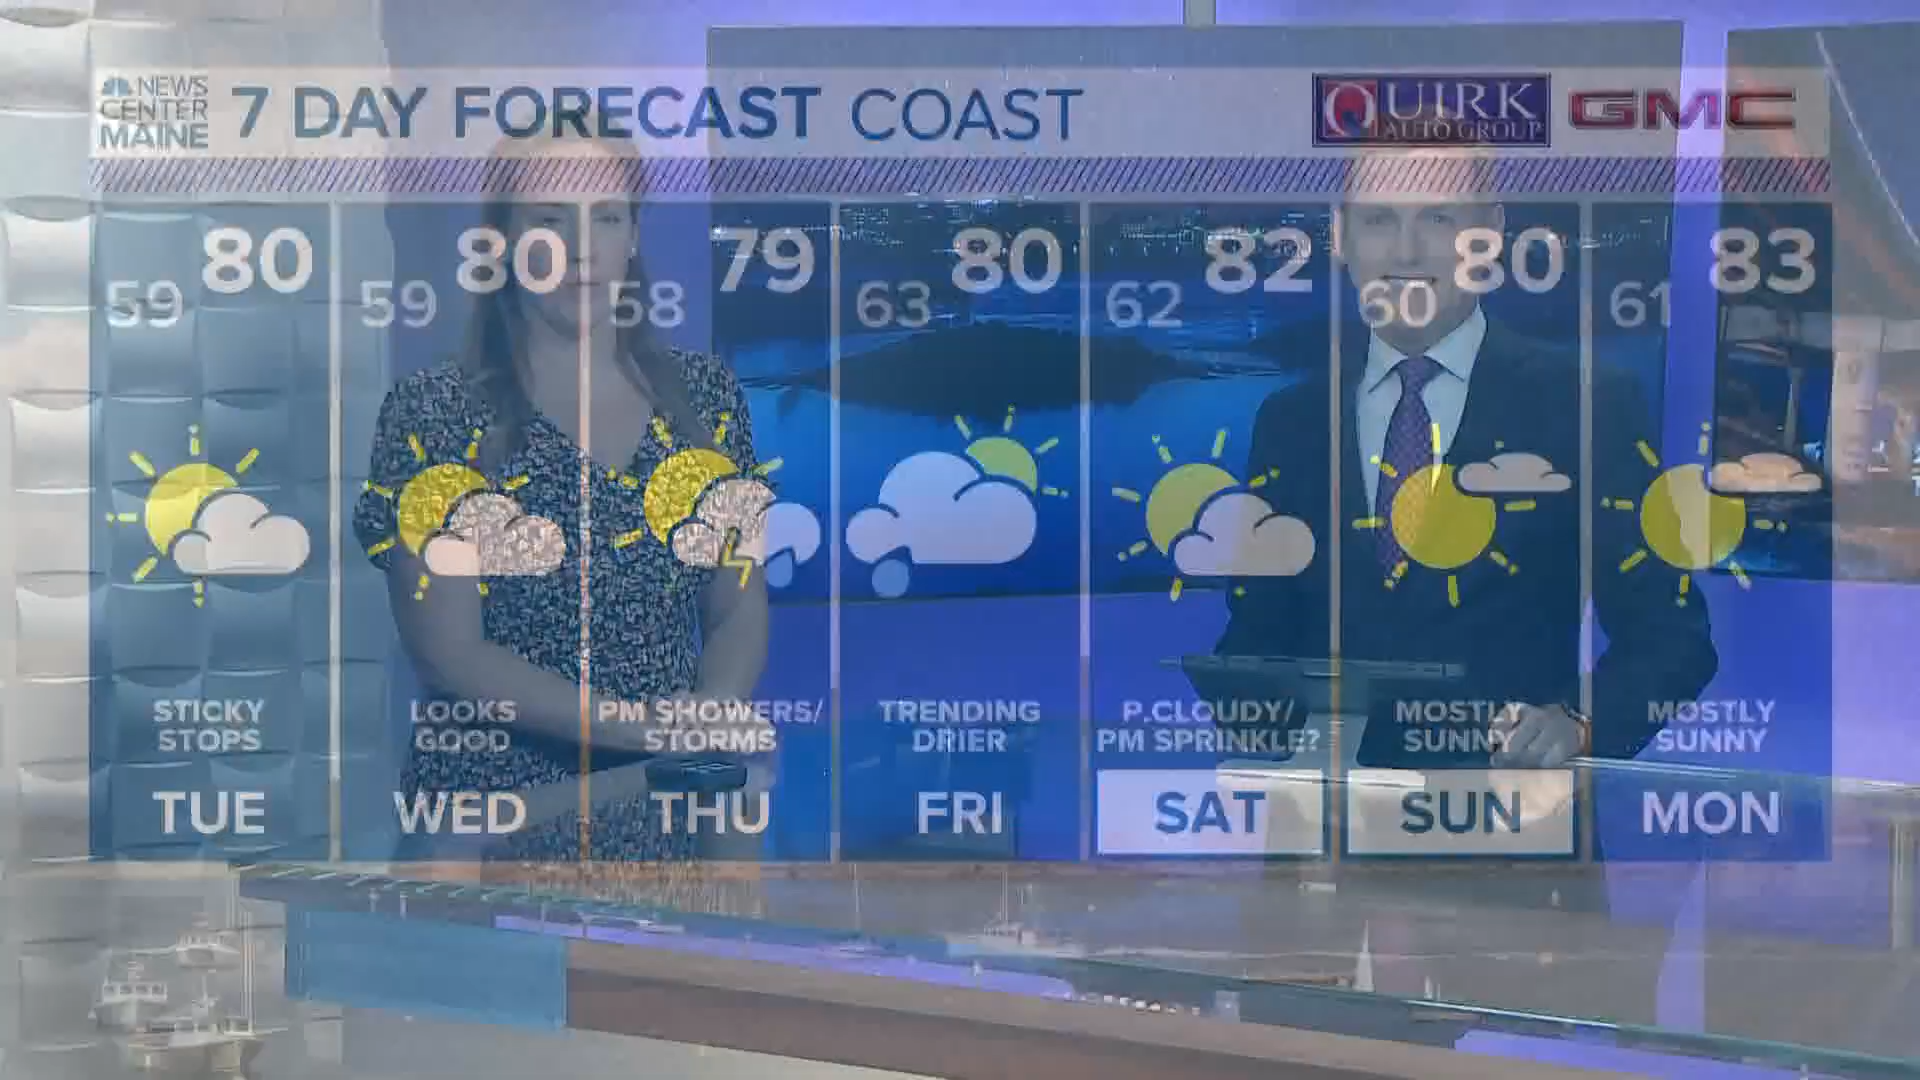 NEWS
CENTER
MAINE
7 DAY FORECAST COAST
QUIRK
AUTO GROUP
GMC
80
59
80
59
79
58
80
63
82
62
80
60
83
61
STICKY
STOPS
LOOKS
GOOD
PM SHOWERS/
STORMS
TRENDING
DRIER
P.CLOUDY/
PM SPRINKLE?
MOSTLY
SUNNY
MOSTLY
SUNNY
TUE
WED
THU
FRI
SAT
SUN
MON